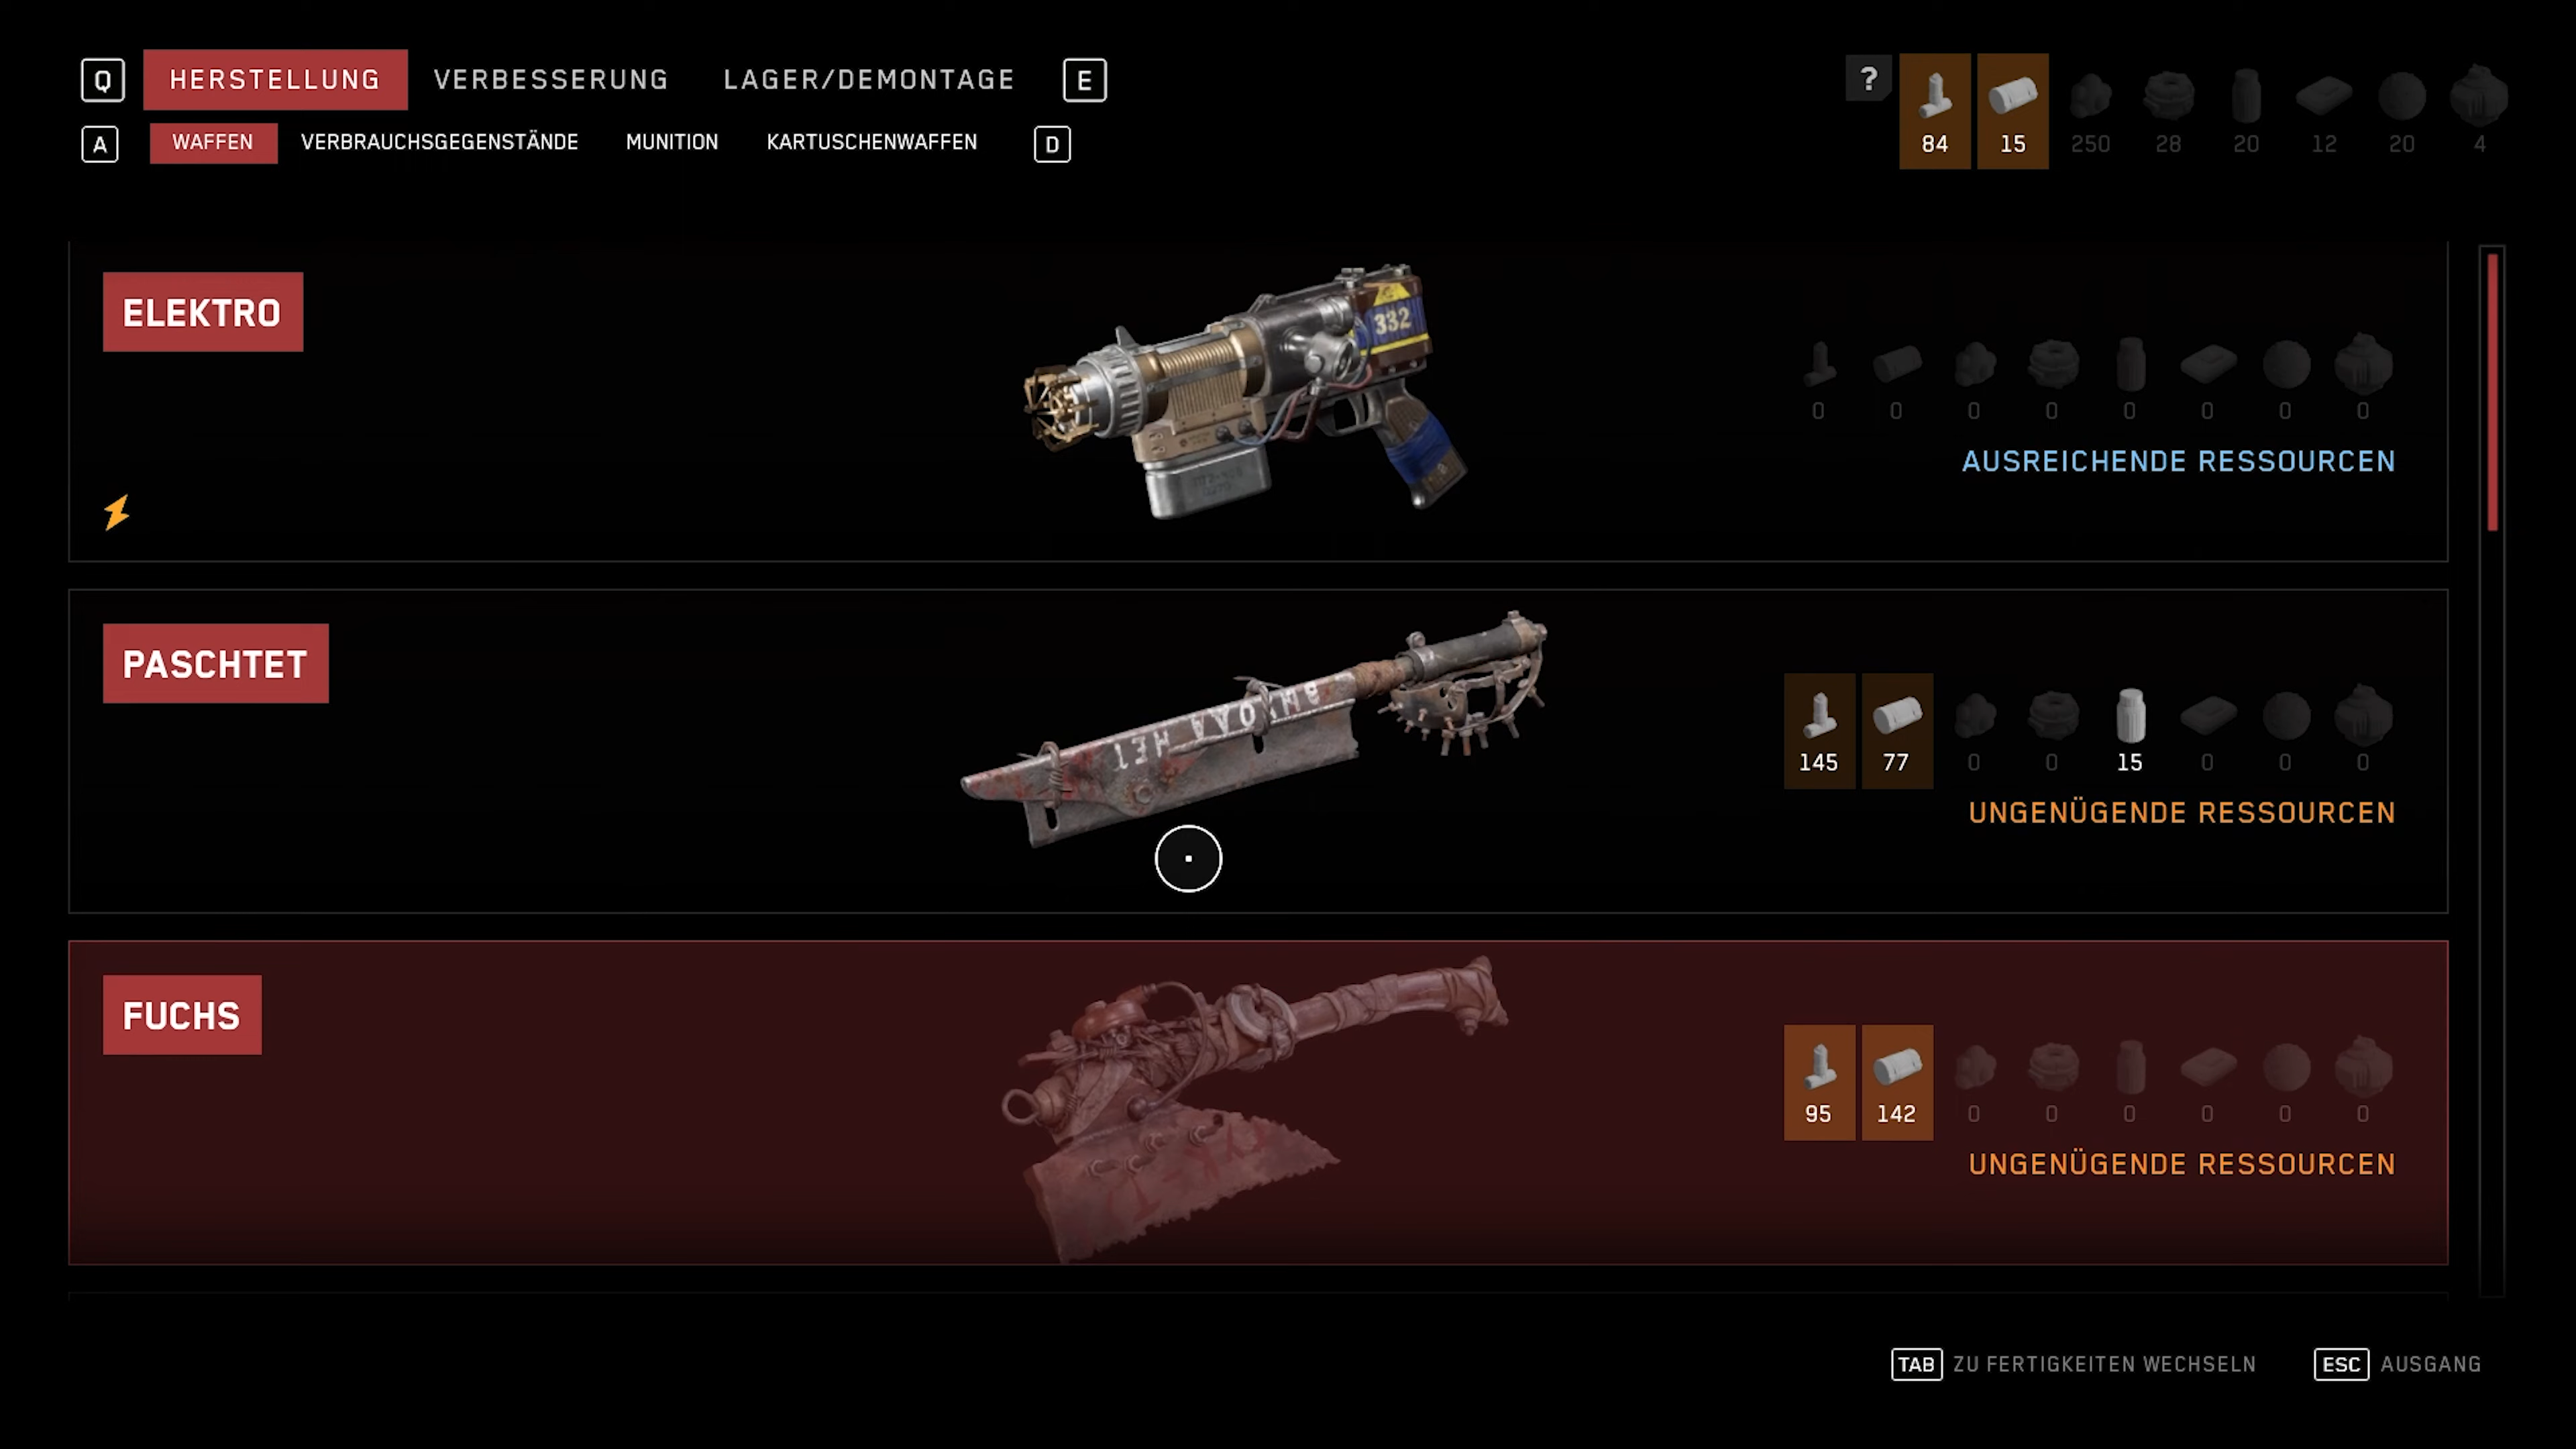 Q HERSTELLUNG VERBESSERUNG LAGER/DEMONTAGE E
A WAFFEN VERBRAUCHSGEGENSTÄNDE MUNITION KARTUSCHENWAFFEN D
?
84 15 250 28 20 12 20 4
ELEKTRO
332
0 0 0 0 0 0 0 0
AUSREICHENDE RESSOURCEN
PASCHTET
145 77 0 0 15 0 0 0
UNGENÜGENDE RESSOURCEN
FUCHS
95 142 0 0 0 0 0 0
UNGENÜGENDE RESSOURCEN
TAB ZU FERTIGKEITEN WECHSELN ESC AUSGANG